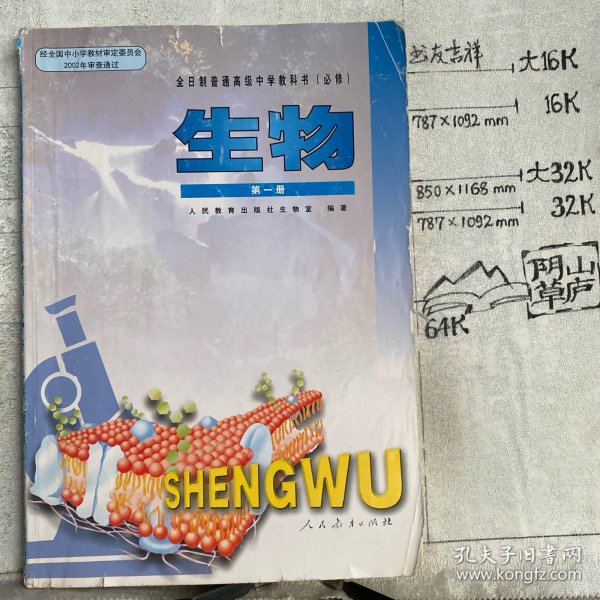 经全国中小学教材审定委员会
2002年审查通过
全日制普通高级中学教科书（必修）
生物
第一册
人民教育出版社生物室 编著
SHENGWU
人民教育出版社
书友吉祥
大16K
16K
787×1092mm
大32K
850×1168mm
32K
787×1092mm
64K
阴山
草庐
孔夫子旧书网
www.kongfz.com